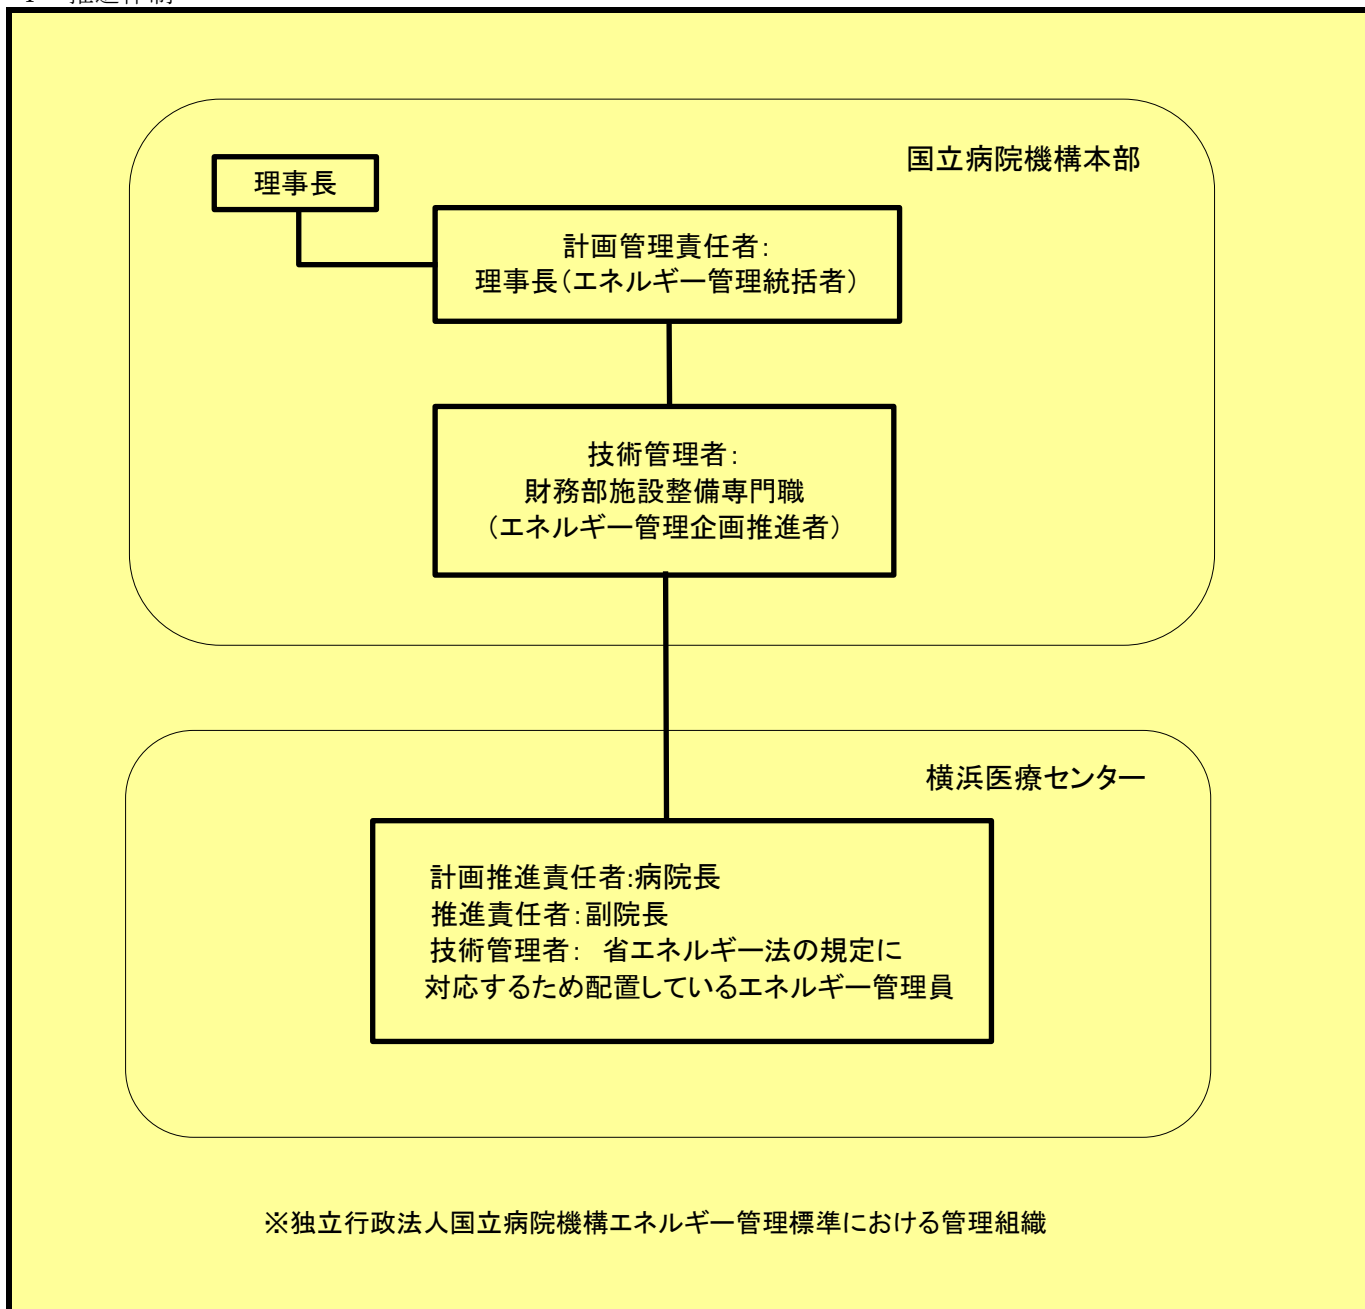 国立病院機構本部
理事長
計画管理責任者：
理事長（エネルギー管理統括者）
技術管理者：
財務部施設整備専門職
（エネルギー管理企画推進者）
横浜医療センター
計画推進責任者:病院長
推進責任者：副院長
技術管理者：　省エネルギー法の規定に
対応するため配置しているエネルギー管理員
※独立行政法人国立病院機構エネルギー管理標準における管理組織